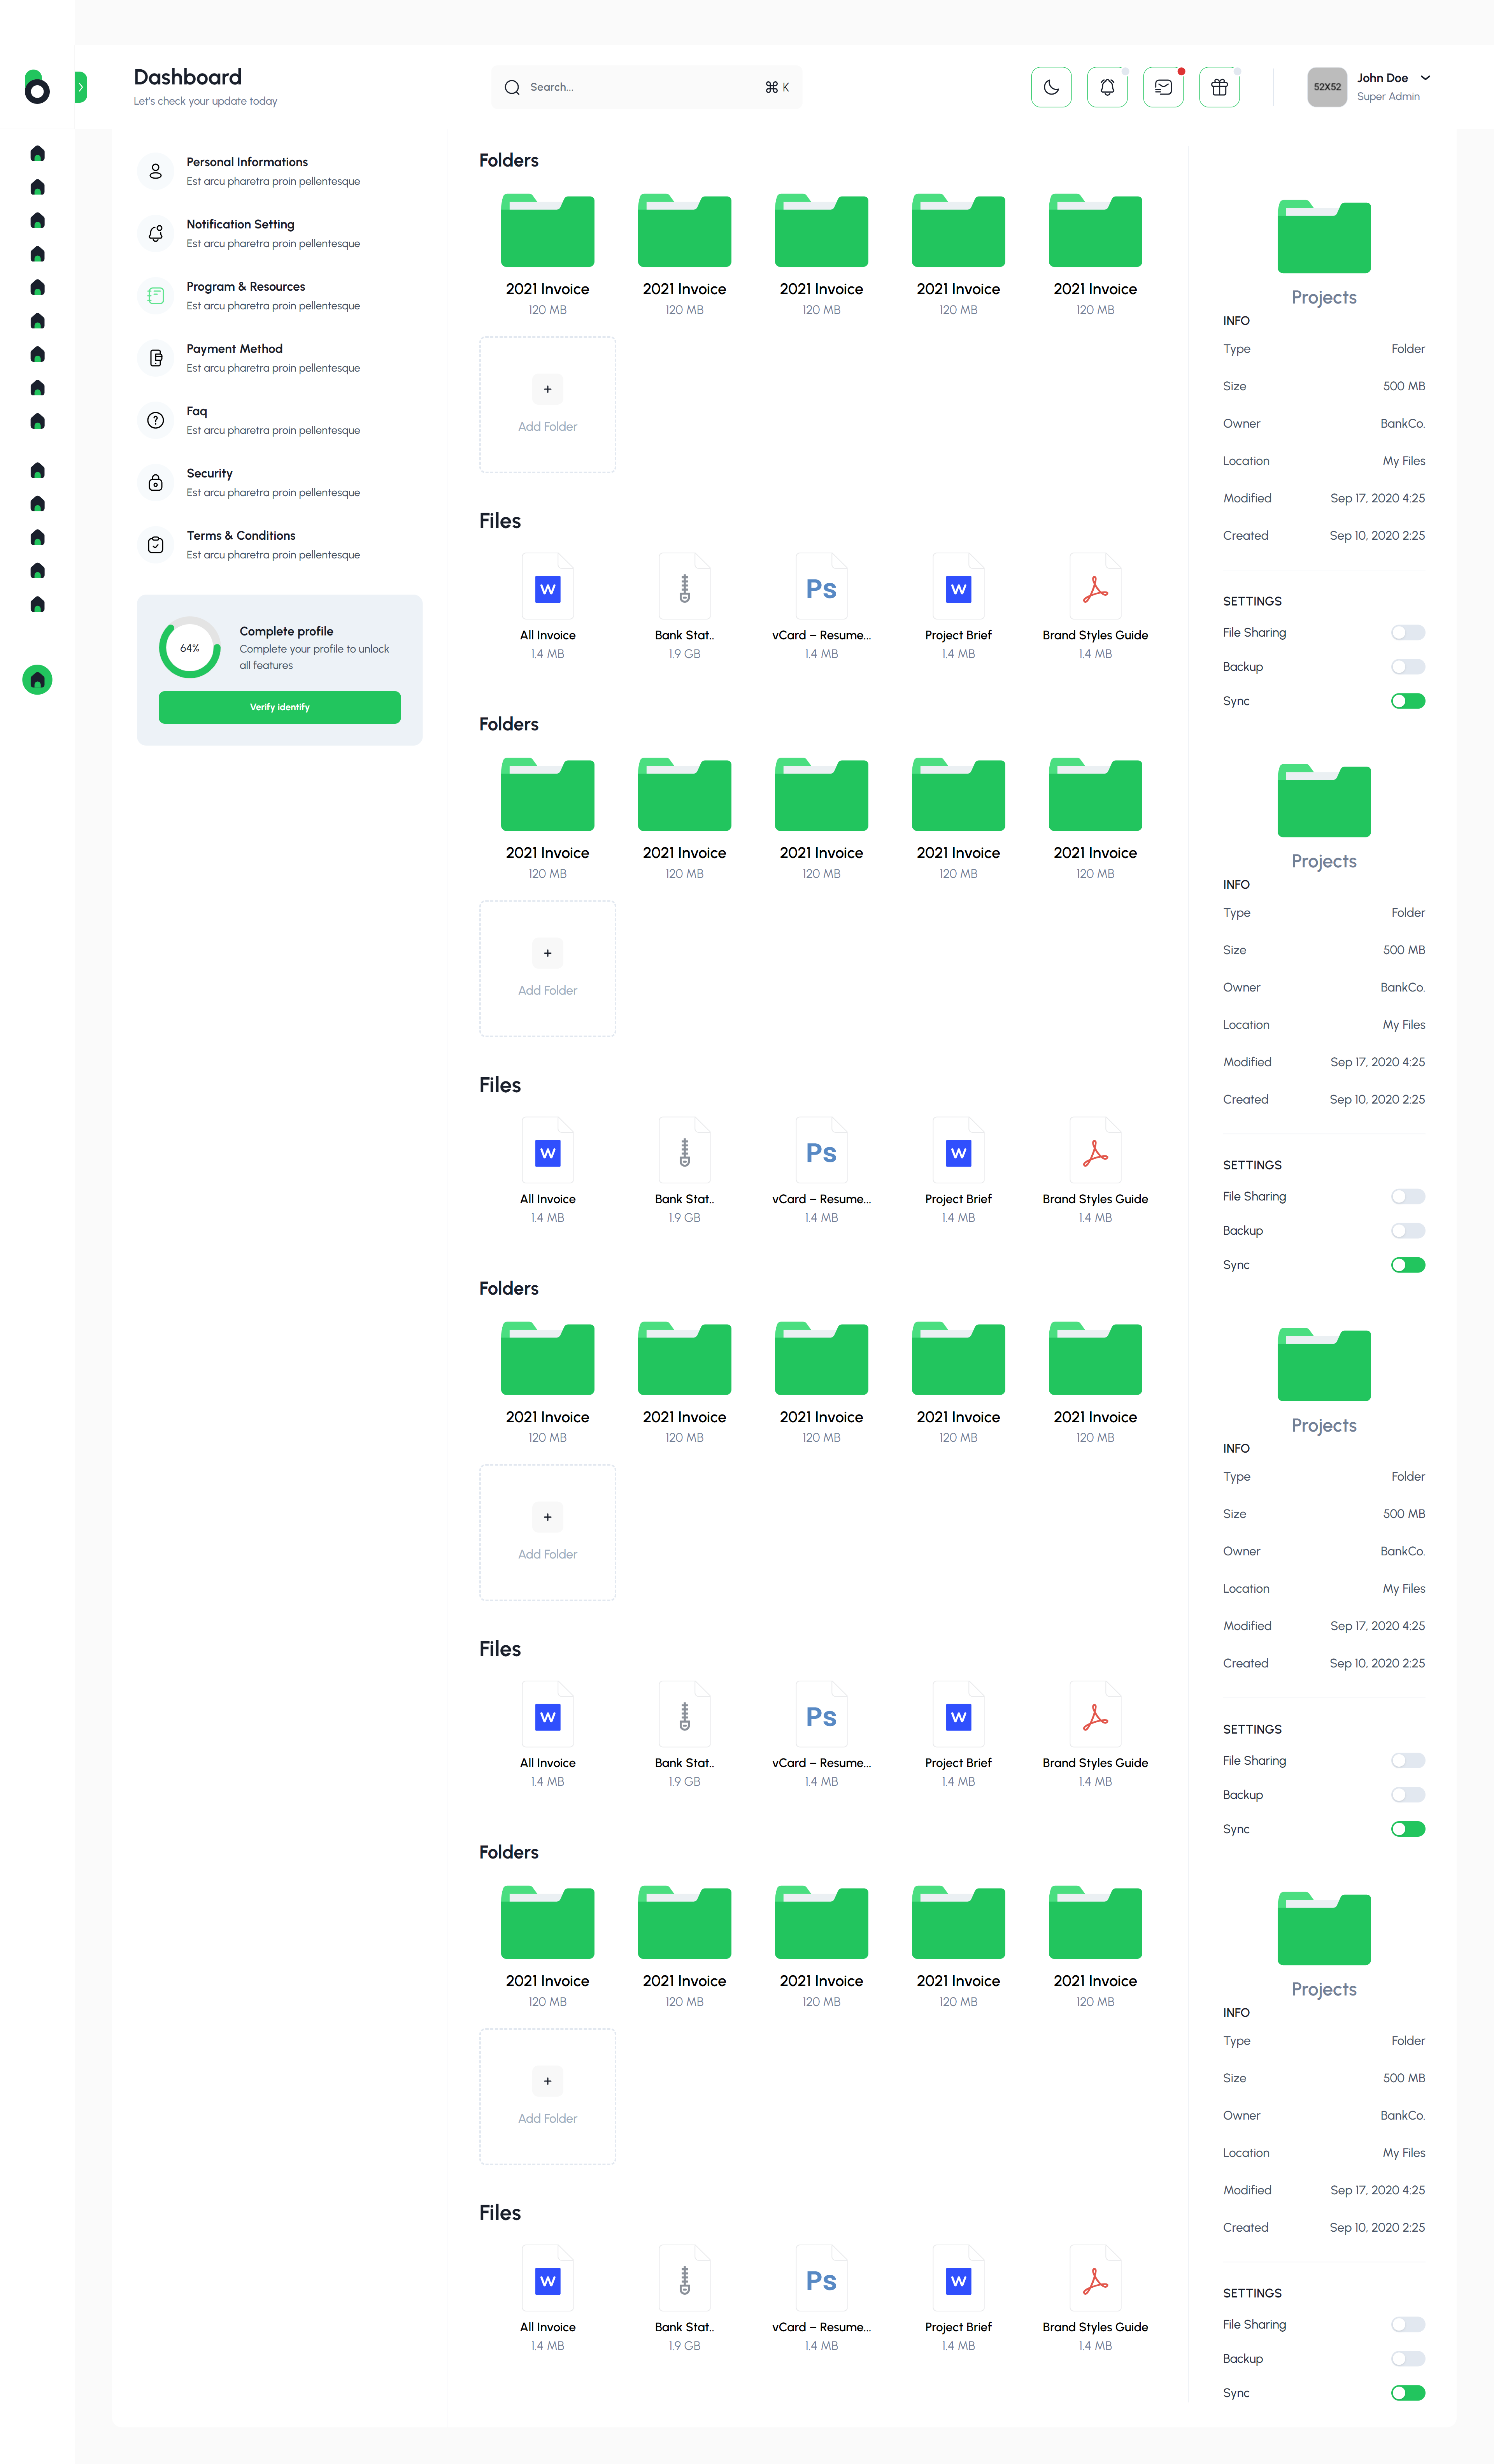 Dashboard
Let's check your update today
Search...
⌘ K
52X52
John Doe
Super Admin
Personal Informations
Est arcu pharetra proin pellentesque
Notification Setting
Est arcu pharetra proin pellentesque
Program & Resources
Est arcu pharetra proin pellentesque
Payment Method
Est arcu pharetra proin pellentesque
Faq
Est arcu pharetra proin pellentesque
Security
Est arcu pharetra proin pellentesque
Terms & Conditions
Est arcu pharetra proin pellentesque
64%
Complete profile
Complete your profile to unlock
all features
Verify identify
Folders
2021 Invoice 2021 Invoice 2021 Invoice 2021 Invoice 2021 Invoice
120 MB 120 MB 120 MB 120 MB 120 MB
+
Add Folder
Files
W Ps W
All Invoice Bank Stat.. vCard – Resume... Project Brief Brand Styles Guide
1.4 MB 1.9 GB 1.4 MB 1.4 MB 1.4 MB
Projects
INFO
Type Folder
Size 500 MB
Owner BankCo.
Location My Files
Modified Sep 17, 2020 4:25
Created Sep 10, 2020 2:25
SETTINGS
File Sharing
Backup
Sync
Folders
2021 Invoice 2021 Invoice 2021 Invoice 2021 Invoice 2021 Invoice
120 MB 120 MB 120 MB 120 MB 120 MB
+
Add Folder
Files
W Ps W
All Invoice Bank Stat.. vCard – Resume... Project Brief Brand Styles Guide
1.4 MB 1.9 GB 1.4 MB 1.4 MB 1.4 MB
Projects
INFO
Type Folder
Size 500 MB
Owner BankCo.
Location My Files
Modified Sep 17, 2020 4:25
Created Sep 10, 2020 2:25
SETTINGS
File Sharing
Backup
Sync
Folders
2021 Invoice 2021 Invoice 2021 Invoice 2021 Invoice 2021 Invoice
120 MB 120 MB 120 MB 120 MB 120 MB
+
Add Folder
Files
W Ps W
All Invoice Bank Stat.. vCard – Resume... Project Brief Brand Styles Guide
1.4 MB 1.9 GB 1.4 MB 1.4 MB 1.4 MB
Projects
INFO
Type Folder
Size 500 MB
Owner BankCo.
Location My Files
Modified Sep 17, 2020 4:25
Created Sep 10, 2020 2:25
SETTINGS
File Sharing
Backup
Sync
Folders
2021 Invoice 2021 Invoice 2021 Invoice 2021 Invoice 2021 Invoice
120 MB 120 MB 120 MB 120 MB 120 MB
+
Add Folder
Files
W Ps W
All Invoice Bank Stat.. vCard – Resume... Project Brief Brand Styles Guide
1.4 MB 1.9 GB 1.4 MB 1.4 MB 1.4 MB
Projects
INFO
Type Folder
Size 500 MB
Owner BankCo.
Location My Files
Modified Sep 17, 2020 4:25
Created Sep 10, 2020 2:25
SETTINGS
File Sharing
Backup
Sync